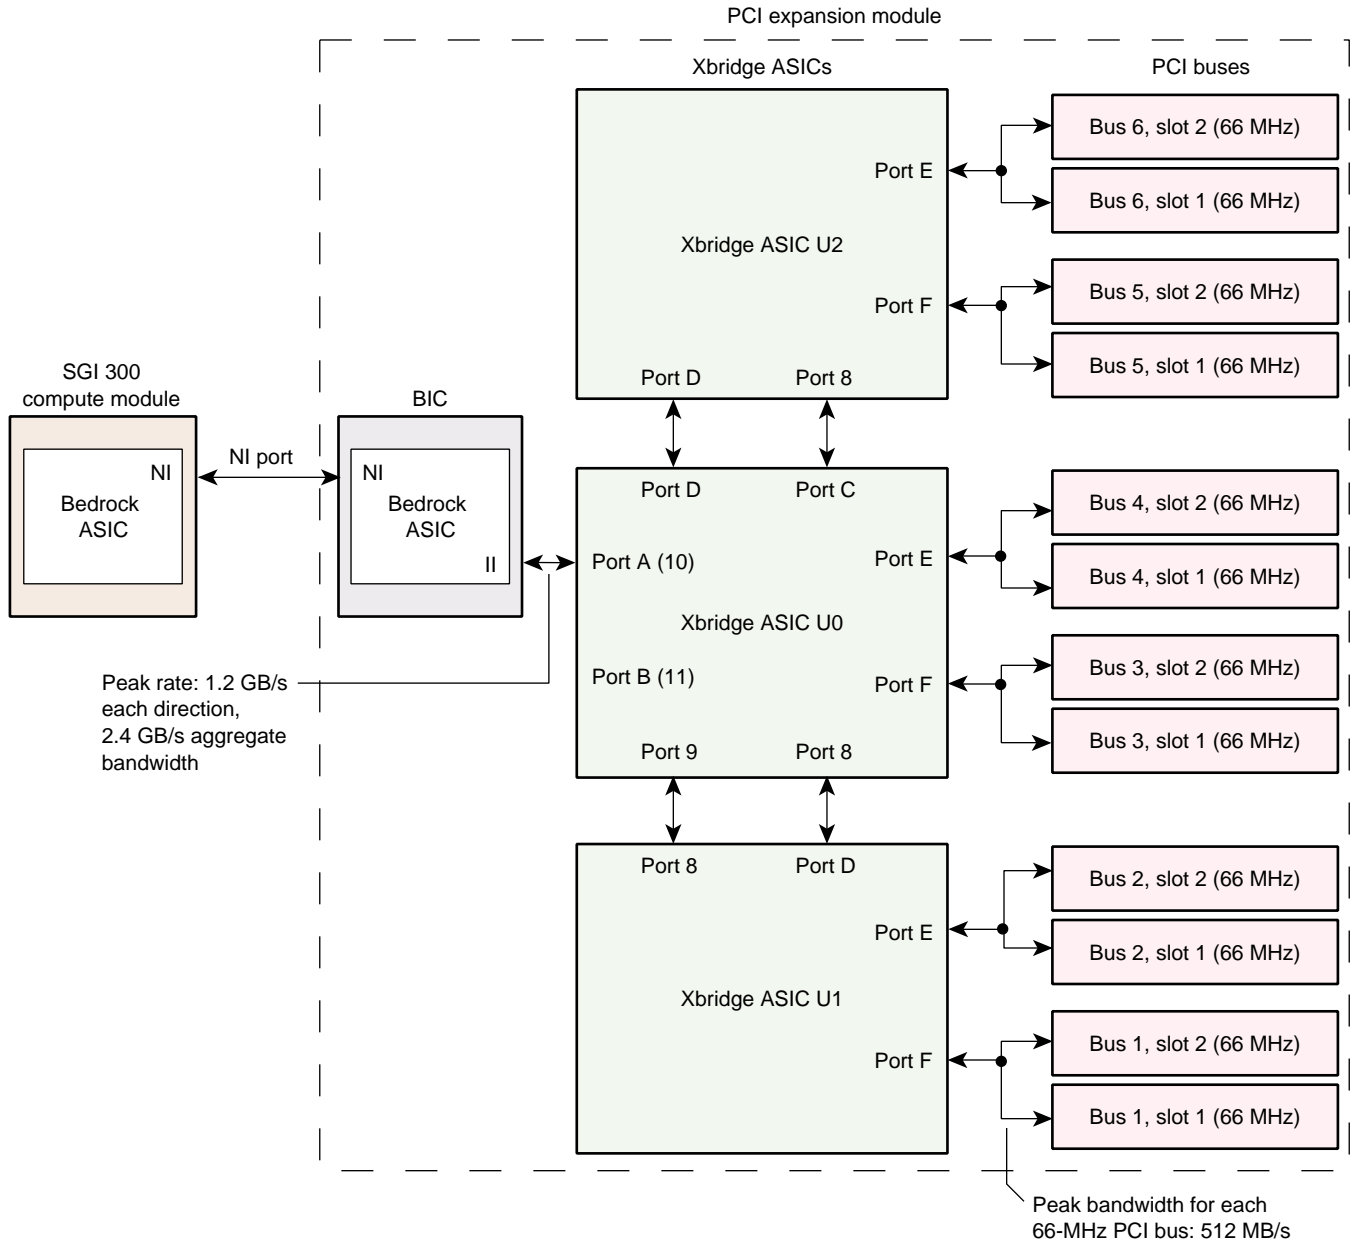 PCI expansion module
Xbridge ASICs
PCI buses
Port E
Xbridge ASIC U2
Port F
Port D
Port 8
Bus 6, slot 2 (66 MHz)
Bus 6, slot 1 (66 MHz)
Bus 5, slot 2 (66 MHz)
Bus 5, slot 1 (66 MHz)
SGI 300
compute module
NI
Bedrock
ASIC
NI port
BIC
NI
Bedrock
ASIC
II
Peak rate: 1.2 GB/s
each direction,
2.4 GB/s aggregate
bandwidth
Port D
Port C
Port A (10)
Port E
Xbridge ASIC U0
Port B (11)
Port F
Port 9
Port 8
Bus 4, slot 2 (66 MHz)
Bus 4, slot 1 (66 MHz)
Bus 3, slot 2 (66 MHz)
Bus 3, slot 1 (66 MHz)
Port 8
Port D
Port E
Xbridge ASIC U1
Port F
Bus 2, slot 2 (66 MHz)
Bus 2, slot 1 (66 MHz)
Bus 1, slot 2 (66 MHz)
Bus 1, slot 1 (66 MHz)
Peak bandwidth for each
66-MHz PCI bus: 512 MB/s